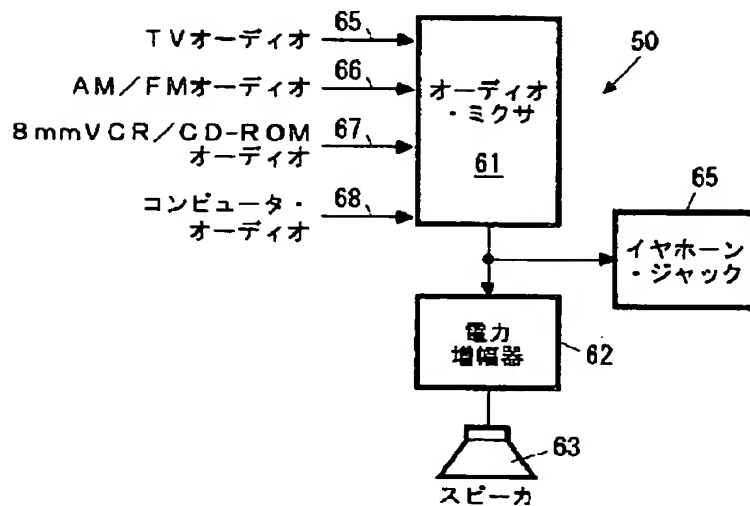 TVオーディオ
65
AM/FMオーディオ
66
8mmVCR/CD-ROM
オーディオ
67
コンピュータ・
オーディオ
68
オーディオ
・ミクサ
61
50
65
イヤホーン
・ジャック
電力
増幅器
62
63
スピーカ